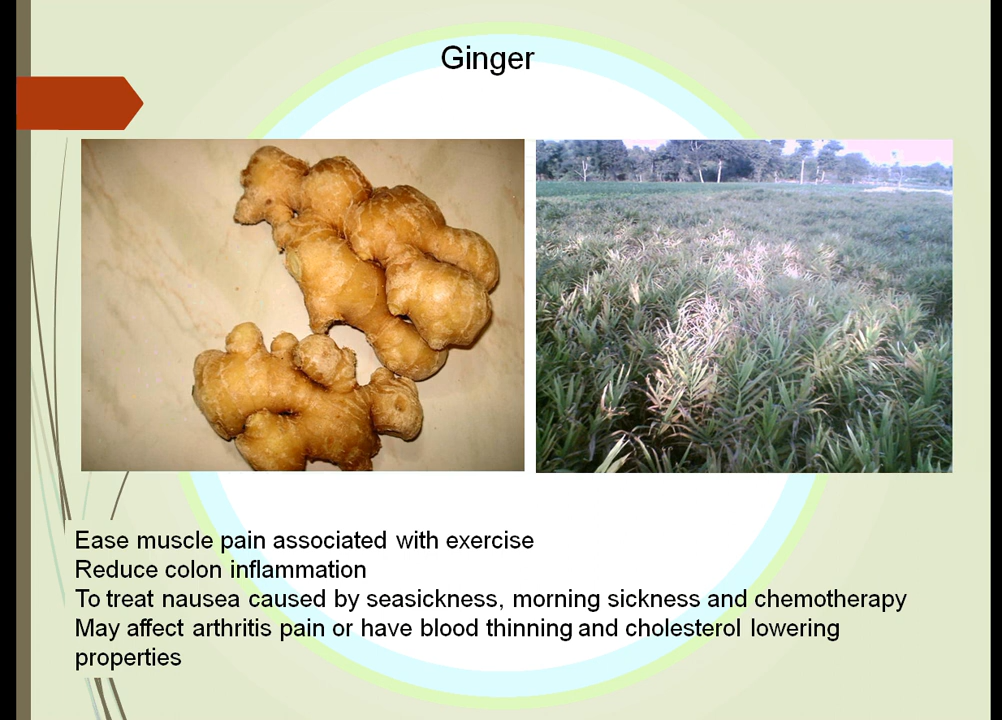 Ginger
Ease muscle pain associated with exercise
Reduce colon inflammation
To treat nausea caused by seasickness, morning sickness and chemotherapy
May affect arthritis pain or have blood thinning and cholesterol lowering
properties